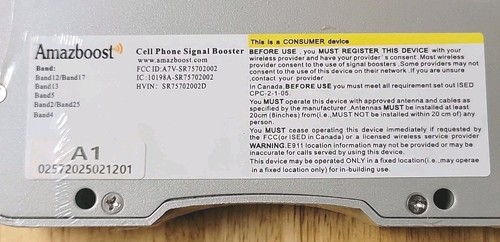 Amazboost
Band:
Band12/Band17
Band13
Band5
Band2/Band25
Band4
Cell Phone Signal Booster
www.amazboost.com
FCC ID:A7V-SR75702002
IC:10198A-SR75702002
HVIN: SR75702002D
A1
02572025021201
This is a CONSUMER device
BEFORE USE , you MUST REGISTER THIS DEVICE with your
wireless provider and have your provider ' s consent .Most wireless
provider consent to the use of signal boosters .Some providers may not
consent to the use of this device on their network .If you are unsure
,contact your provider
In Canada,BEFORE USE you must meet all requirement set out ISED
CPC-2-1-05.
You MUST operate this device with approved antenna and cables as
specified by the manufacturer .Antennas MUST be installed at least
20cm (8inches) from(i.e.,MUST NOT be installed within 20 cm of) any
person.
You MUST cease operating this device immediately if requested by
the FCC(or ISED in Canada) or a licensed wireless service provider
WARNING.E911 location information may not be provided or may be
inaccurate for calls served by using this device.
This device may be operated ONLY in a fixed location(i.e.,may operae
in a fixed location only) for in-building use.